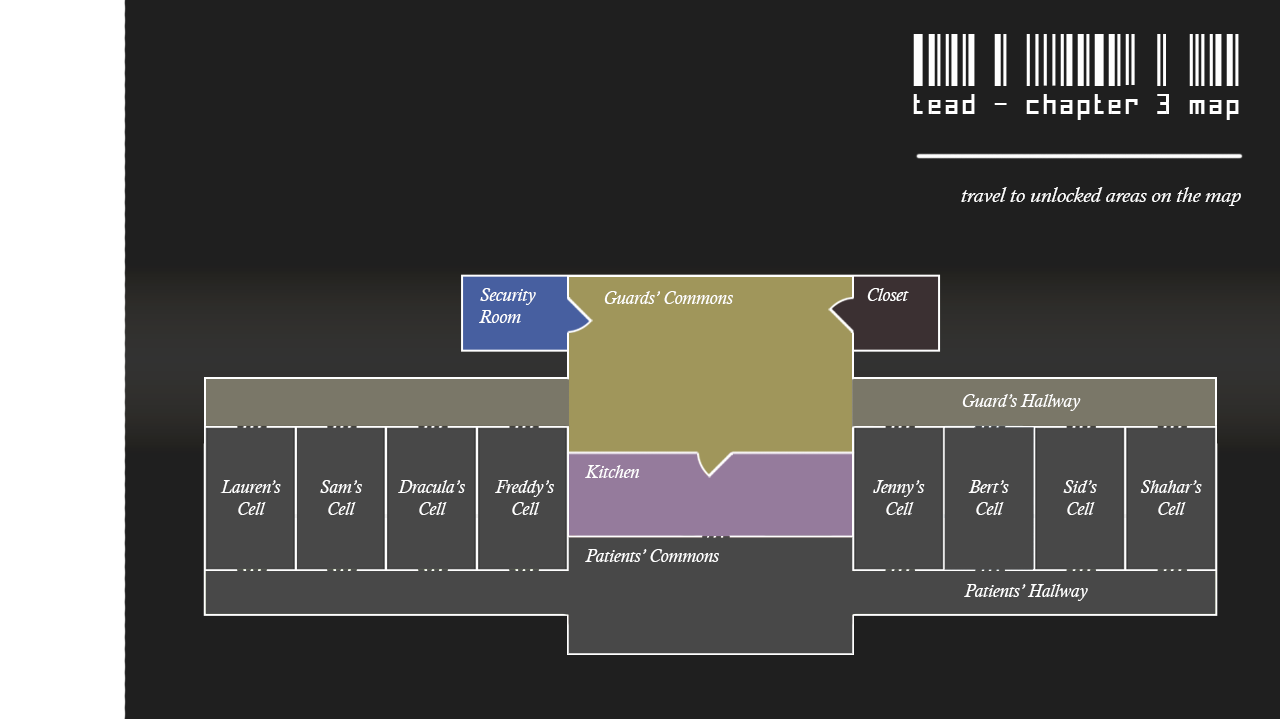 tead - chapter 3 map
travel to unlocked areas on the map
Security
Room
Guards' Commons
Closet
Guard's Hallway
Kitchen
Lauren's
Cell
Sam's
Cell
Dracula's
Cell
Freddy's
Cell
Jenny's
Cell
Bert's
Cell
Sid's
Cell
Shahar's
Cell
Patients' Commons
Patients' Hallway